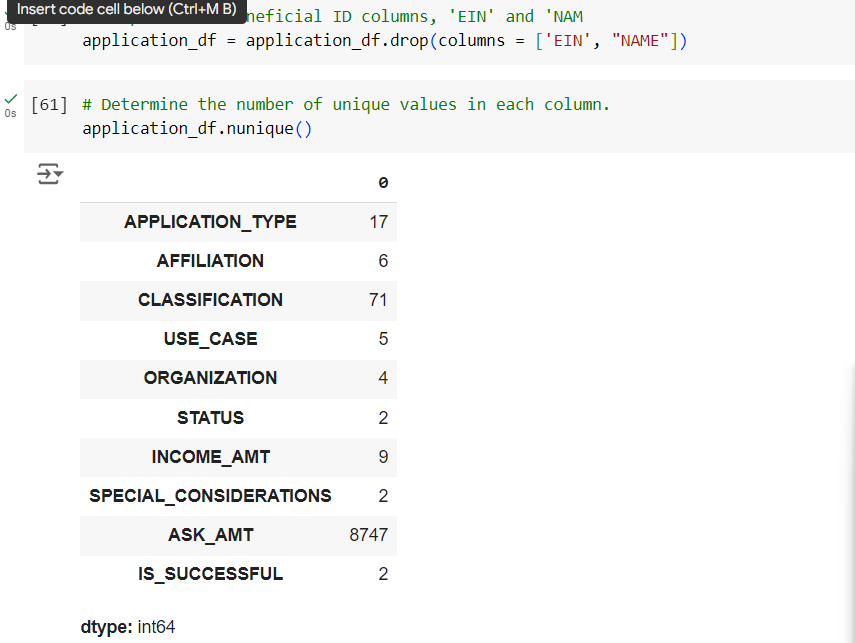 Insert code cell below (Ctrl+M B)
neficial ID columns, 'EIN' and 'NAM
0s
application_df = application_df.drop(columns = ['EIN', "NAME"])
[61] # Determine the number of unique values in each column.
0s
application_df.nunique()
0
APPLICATION_TYPE 17
AFFILIATION 6
CLASSIFICATION 71
USE_CASE 5
ORGANIZATION 4
STATUS 2
INCOME_AMT 9
SPECIAL_CONSIDERATIONS 2
ASK_AMT 8747
IS_SUCCESSFUL 2
dtype: int64